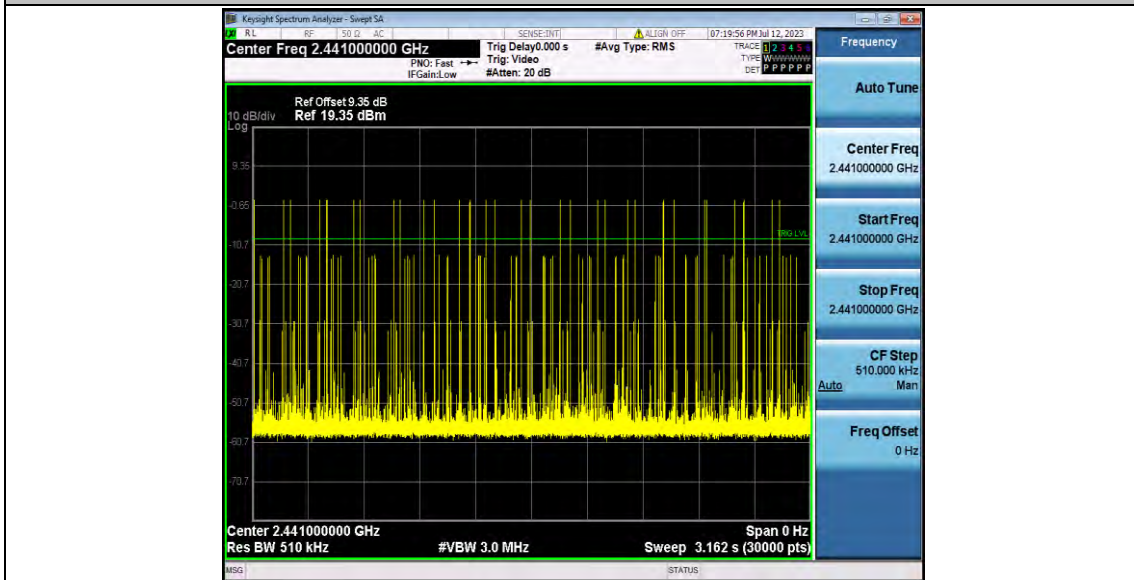 Keysight Spectrum Analyzer - Swept SA
RL RF 50 Ω AC SENSE:INT ALIGN OFF 07:19:56 PM Jul 12, 2023
Center Freq 2.441000000 GHz
Trig Delay0.000 s #Avg Type: RMS
TRACE 1 2 3 4 5 6
PNO: Fast Trig: Video
TYPE WWWWWW
IFGain:Low #Atten: 20 dB
DET P P P P P P
Frequency
Auto Tune
Ref Offset 9.35 dB
10 dB/div Ref 19.35 dBm
Log
9.35
-0.65
TRIG LVL
-10.7
-20.7
-30.7
-40.7
-50.7
-60.7
-70.7
Center Freq
2.441000000 GHz
Start Freq
2.441000000 GHz
Stop Freq
2.441000000 GHz
CF Step
510.000 kHz
Auto Man
Freq Offset
0 Hz
Center 2.441000000 GHz Span 0 Hz
Res BW 510 kHz #VBW 3.0 MHz Sweep 3.162 s (30000 pts)
MSG STATUS